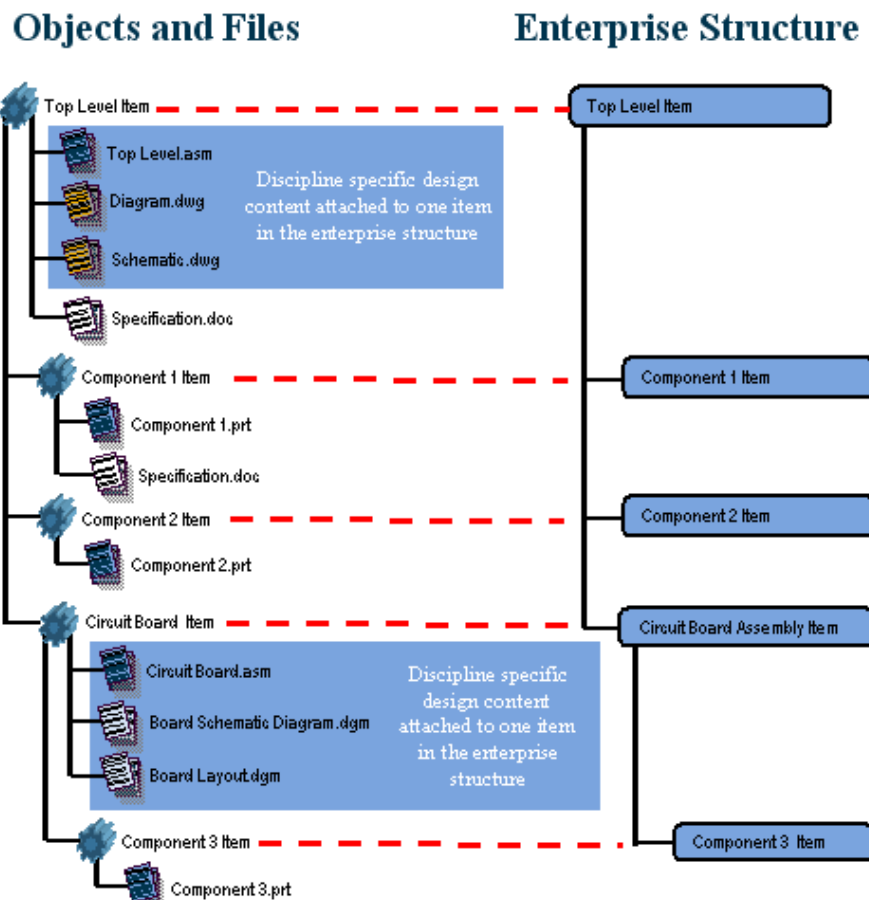 Objects and Files
Enterprise Structure
Top Level Item
Top Level Item
Top Level.asm
Diagram.dwg
Schematic.dwg
Discipline specific design
content attached to one item
in the enterprise structure
Specification.doc
Component 1 Item
Component 1 Item
Component 1.prt
Specification.doc
Component 2 Item
Component 2 Item
Component 2.prt
Circuit Board Item
Circuit Board Assembly Item
Circuit Board.asm
Board Schematic Diagram.dgm
Board Layout.dgm
Discipline specific
design content
attached to one item
in the enterprise
structure
Component 3 Item
Component 3 Item
Component 3.prt